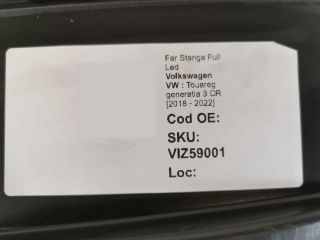 Far Stanga Full
Led
Volkswagen
VW : Touareg
generatia 3 CR
[2018 - 2022]
Cod OE:
SKU:
VIZ59001
Loc: